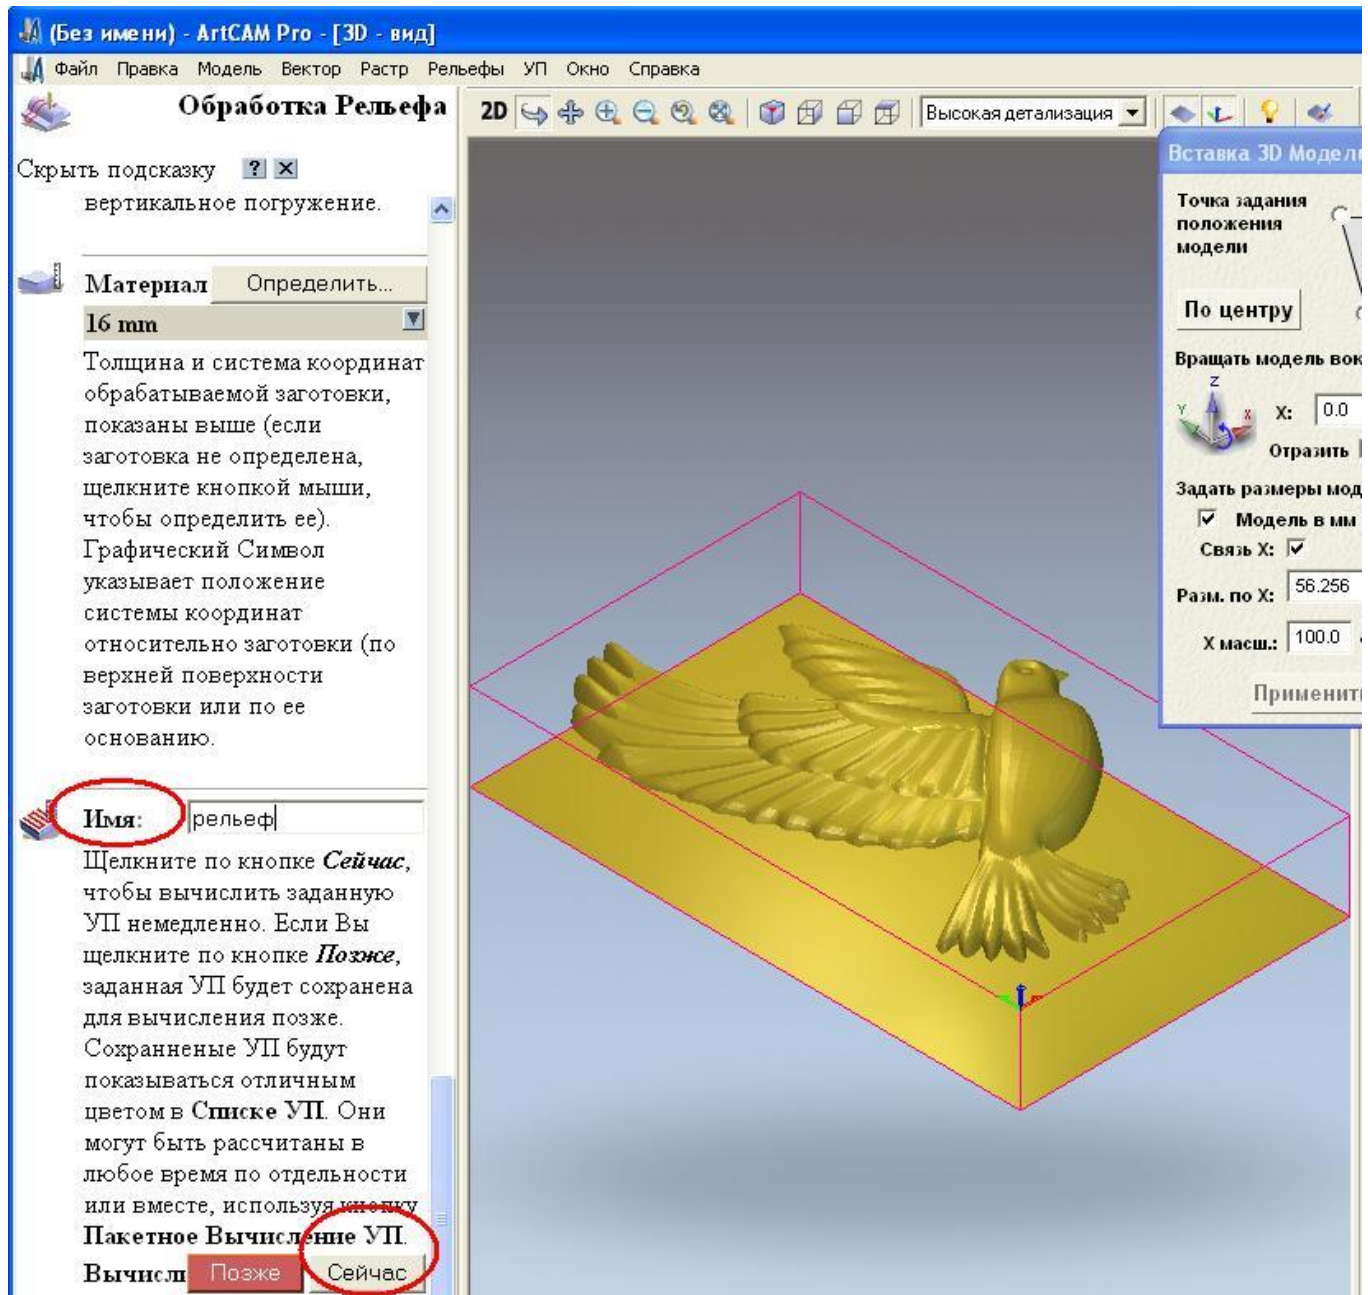 (Без имени) - ArtCAM Pro - [3D - вид]
Файл Правка Модель Вектор Растр Рельефы УП Окно Справка
Обработка Рельефа
2D
Высокая детализация
Скрыть подсказку ? X
вертикальное погружение.
Материал Определить...
16 mm
Толщина и система координат
обрабатываемой заготовки,
показаны выше (если
заготовка не определена,
щелкните кнопкой мыши,
чтобы определить ее).
Графический Символ
указывает положение
системы координат
относительно заготовки (по
верхней поверхности
заготовки или по ее
основанию.
Имя: рельеф
Щелкните по кнопке Сейчас,
чтобы вычислить заданную
УП немедленно. Если Вы
щелкните по кнопке Позже,
заданная УП будет сохранена
для вычисления позже.
Сохранненые УП будут
показываться отличным
цветом в Списке УП. Они
могут быть рассчитаны в
любое время по отдельности
или вместе, используя кнопку
Пакетное Вычисление УП.
Вычисл Позже Сейчас
Вставка 3D Модели
Точка задания
положения
модели
По центру
Вращать модель вок
Z
Y
X
X: 0.0
Отразить
Задать размеры мод
Модель в мм
Связь X:
Разм. по X: 56.256
X масш.: 100.0
Применить